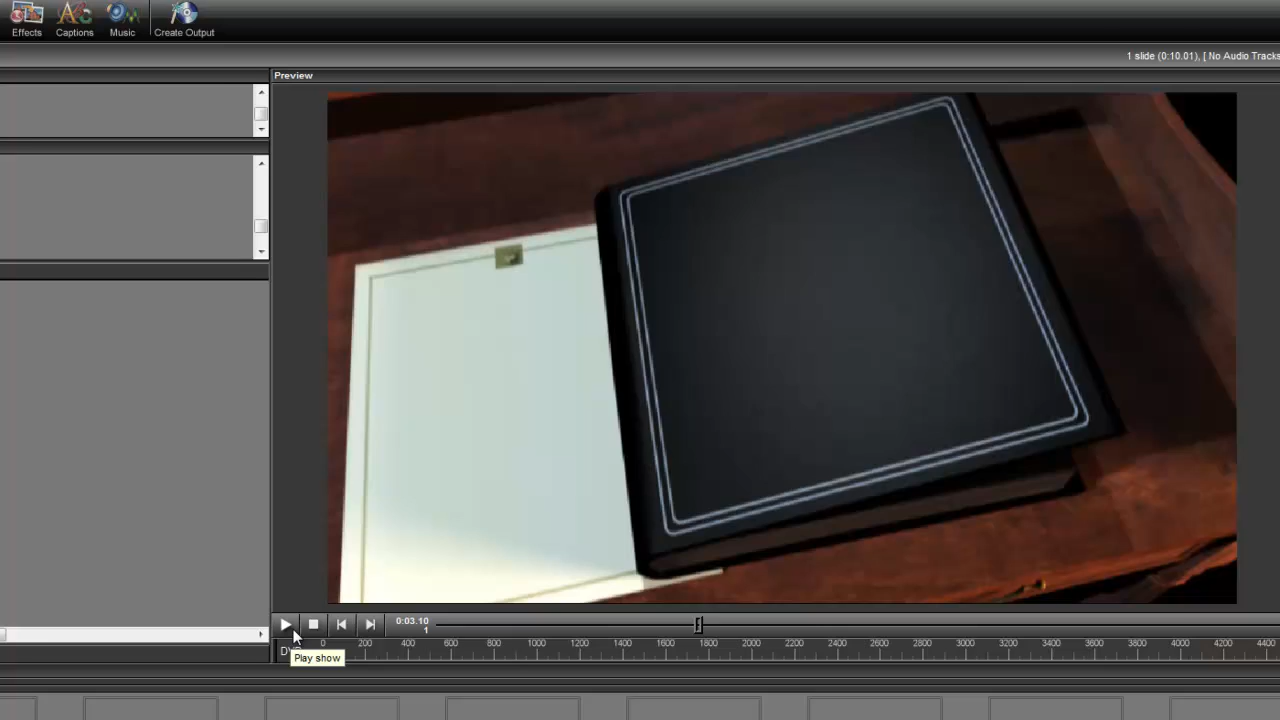 Effects Captions Music Create Output
1 slide (0:10.01), [ No Audio Tracks
Preview
0:03.10
1
0 200 400 600 800 1000 1200 1400 1600 1800 2000 2200 2400 2600 2800 3000 3200 3400 3600 3800 4000 4200 4400
Play show